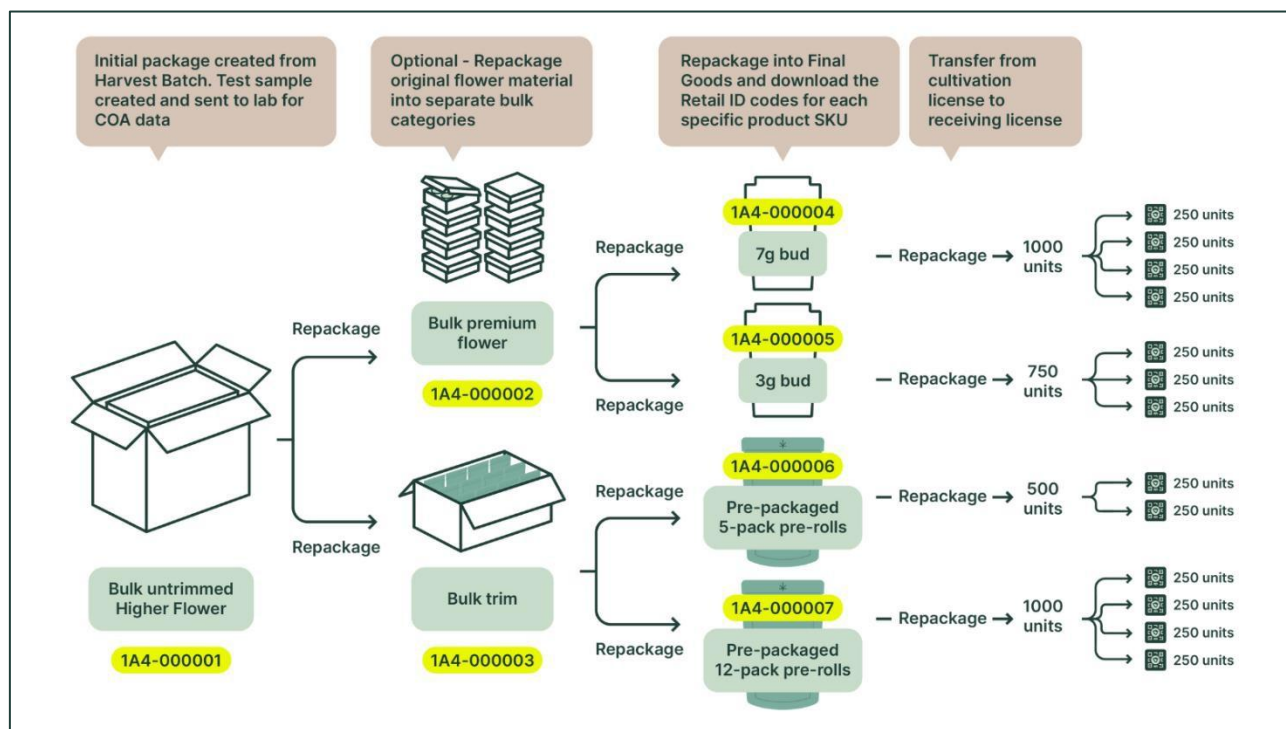 Initial package created from
Harvest Batch. Test sample
created and sent to lab for
COA data
Optional - Repackage
original flower material
into separate bulk
categories
Repackage into Final
Goods and download the
Retail ID codes for each
specific product SKU
Transfer from
cultivation
license to
receiving license
Bulk untrimmed
Higher Flower
1A4-000001
Repackage
Repackage
Bulk premium
flower
1A4-000002
Bulk trim
1A4-000003
Repackage
Repackage
Repackage
Repackage
1A4-000004
7g bud
Repackage
1000
units
250 units
250 units
250 units
250 units
1A4-000005
3g bud
Repackage
750
units
250 units
250 units
250 units
1A4-000006
Pre-packaged
5-pack pre-rolls
Repackage
500
units
250 units
250 units
1A4-000007
Pre-packaged
12-pack pre-rolls
Repackage
1000
units
250 units
250 units
250 units
250 units